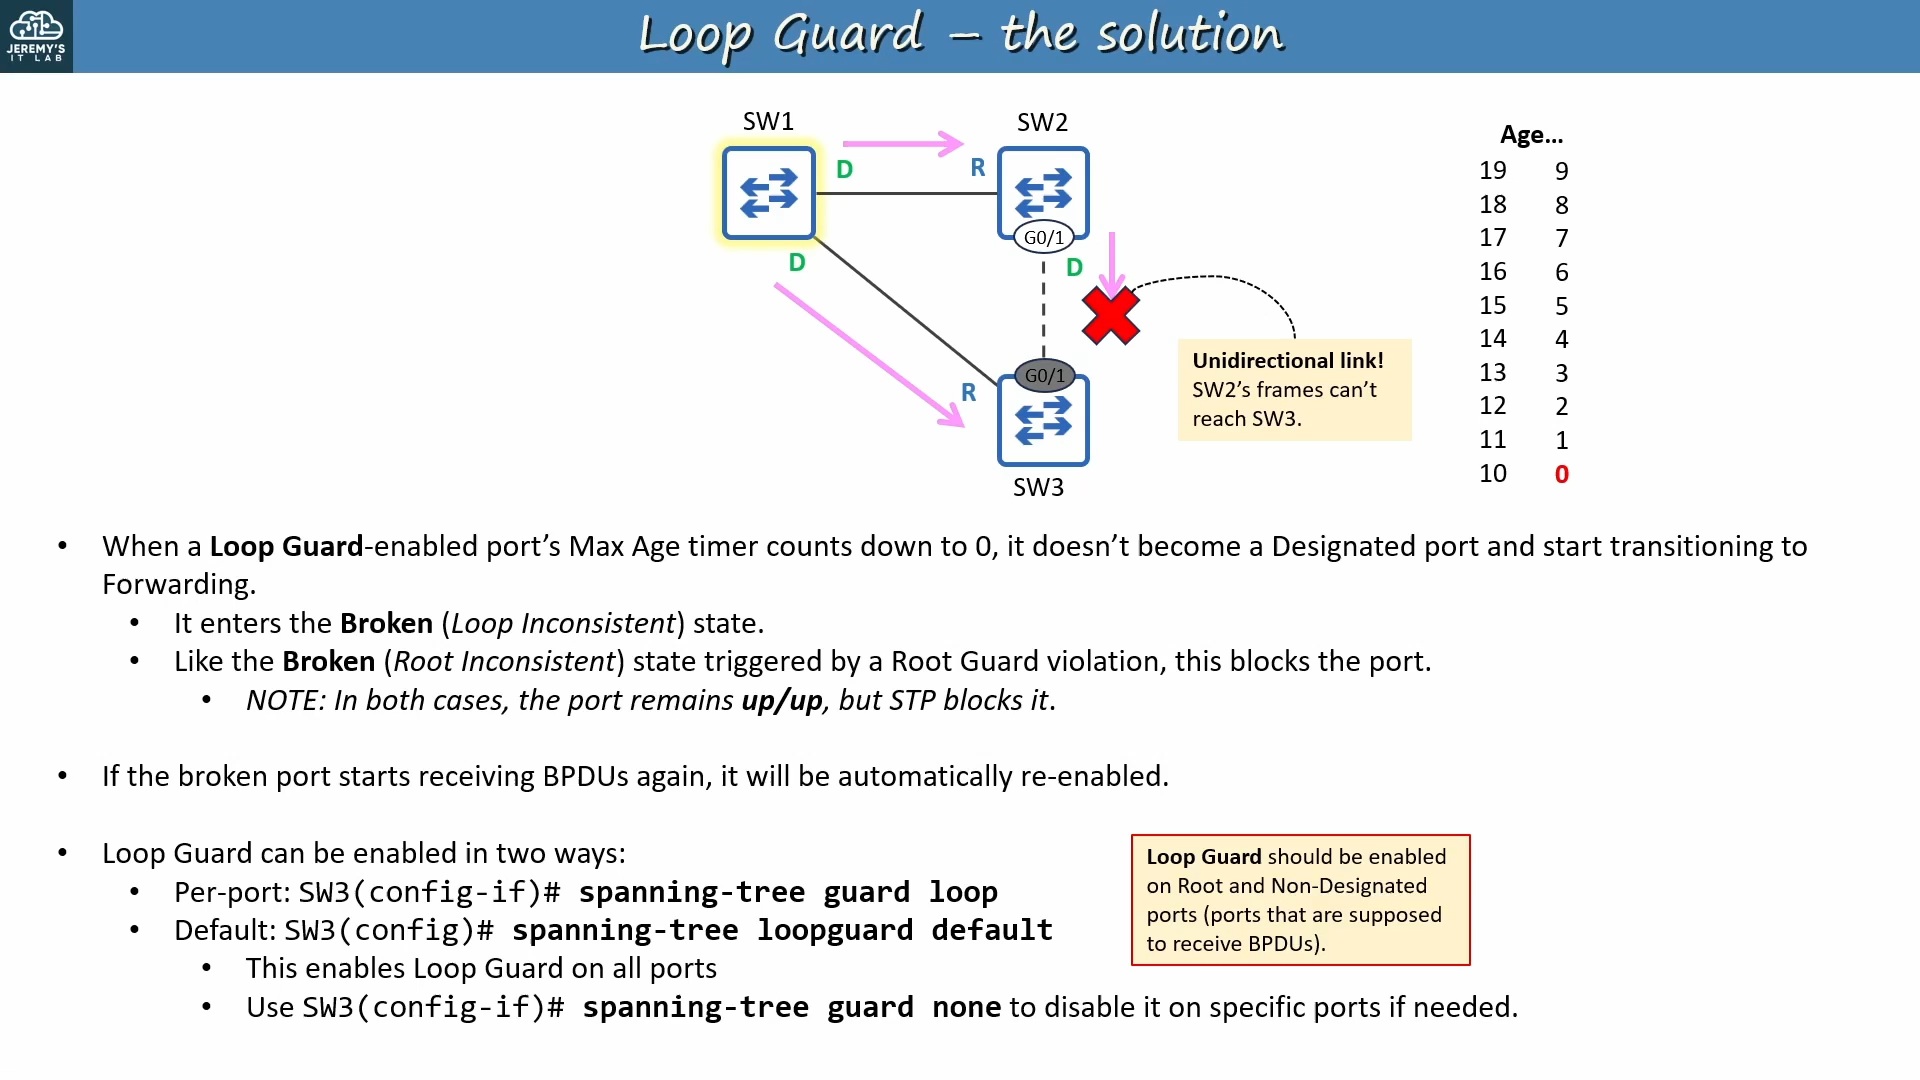 JEREMY'S
IT LAB
Loop Guard – the solution
SW1
SW2
D
R
G0/1
D
D
G0/1
R
SW3
Unidirectional link!
SW2's frames can't
reach SW3.
Age...
19 9
18 8
17 7
16 6
15 5
14 4
13 3
12 2
11 1
10 0
• When a Loop Guard-enabled port's Max Age timer counts down to 0, it doesn't become a Designated port and start transitioning to
Forwarding.
• It enters the Broken (Loop Inconsistent) state.
• Like the Broken (Root Inconsistent) state triggered by a Root Guard violation, this blocks the port.
• NOTE: In both cases, the port remains up/up, but STP blocks it.
• If the broken port starts receiving BPDUs again, it will be automatically re-enabled.
• Loop Guard can be enabled in two ways:
• Per-port: SW3(config-if)# spanning-tree guard loop
• Default: SW3(config)# spanning-tree loopguard default
• This enables Loop Guard on all ports
• Use SW3(config-if)# spanning-tree guard none to disable it on specific ports if needed.
Loop Guard should be enabled
on Root and Non-Designated
ports (ports that are supposed
to receive BPDUs).